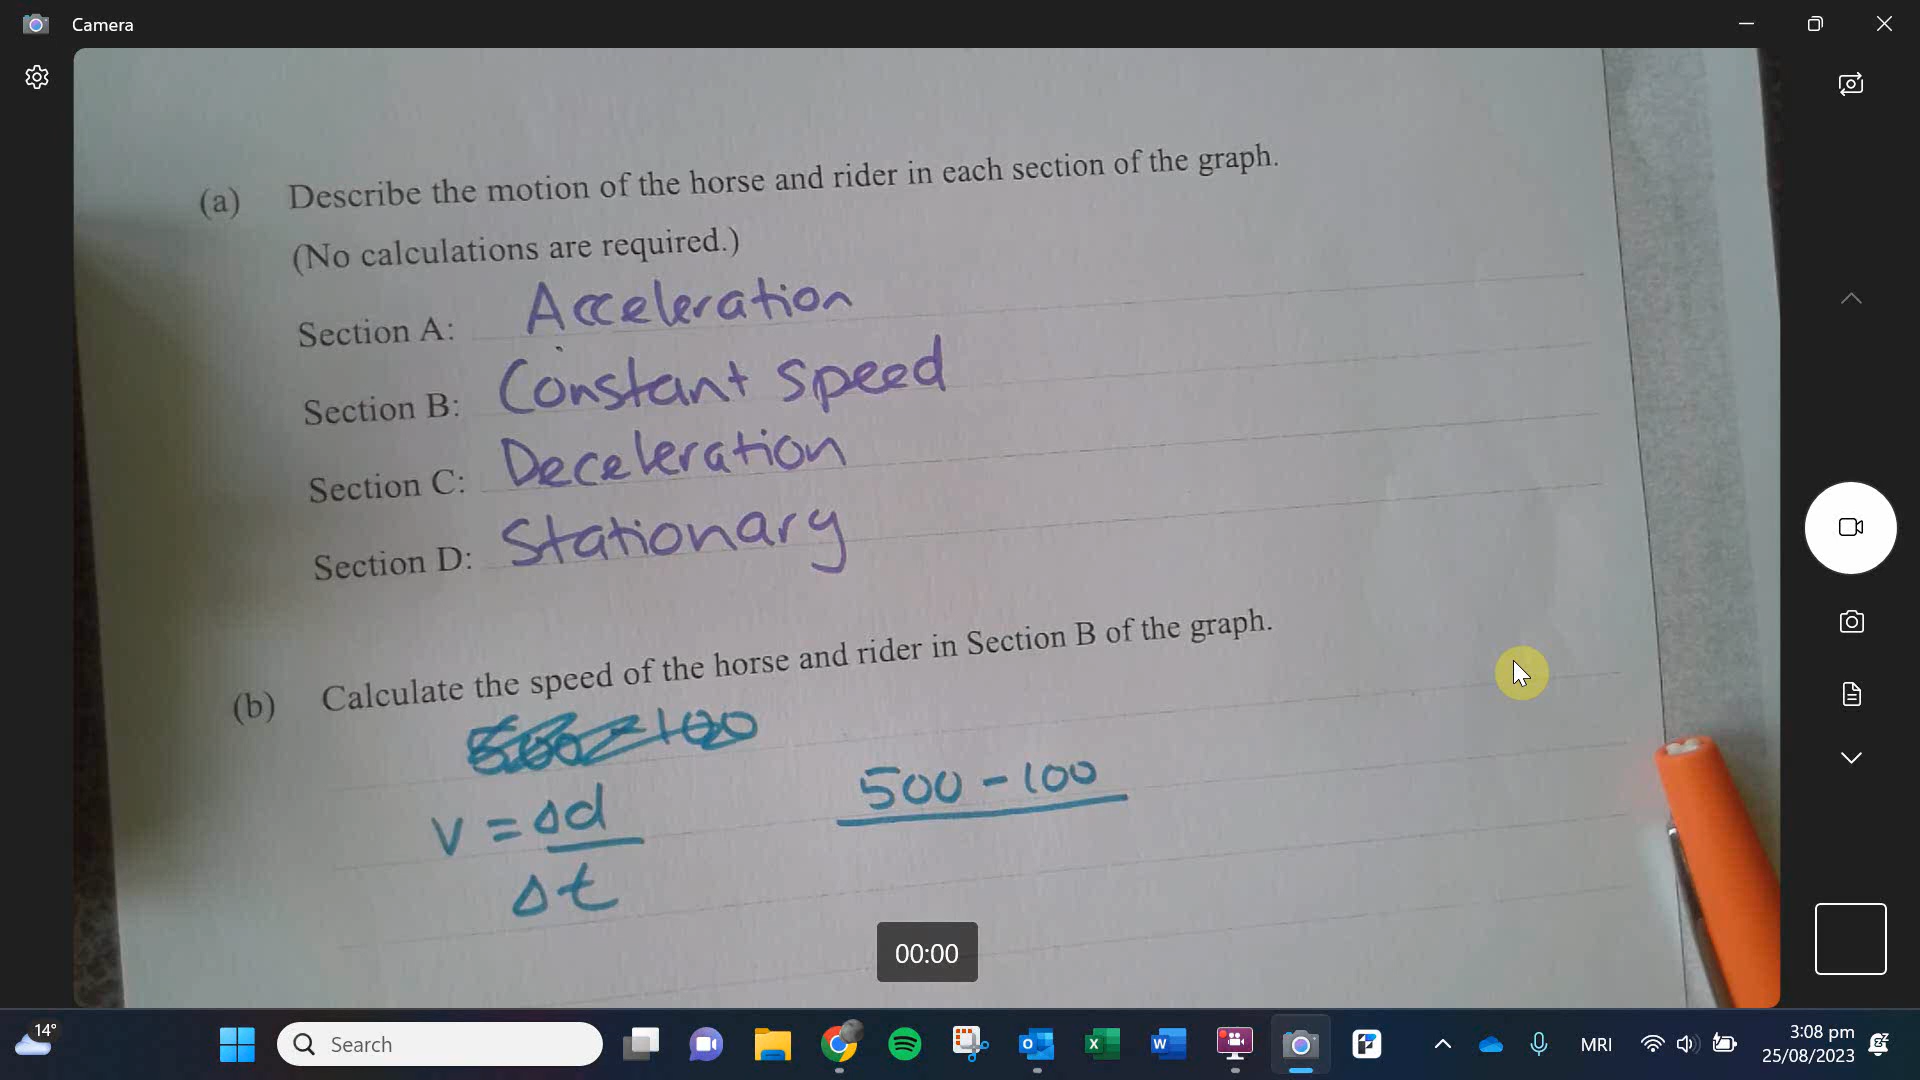 Camera
(a) Describe the motion of the horse and rider in each section of the graph.
(No calculations are required.)
Section A: Acceleration
Section B: Constant speed
Section C: Deceleration
Section D: Stationary
(b) Calculate the speed of the horse and rider in Section B of the graph.
500 - 100
v = Δd
Δt
00:00
14°
Search
MRI
3:08 pm
25/08/2023